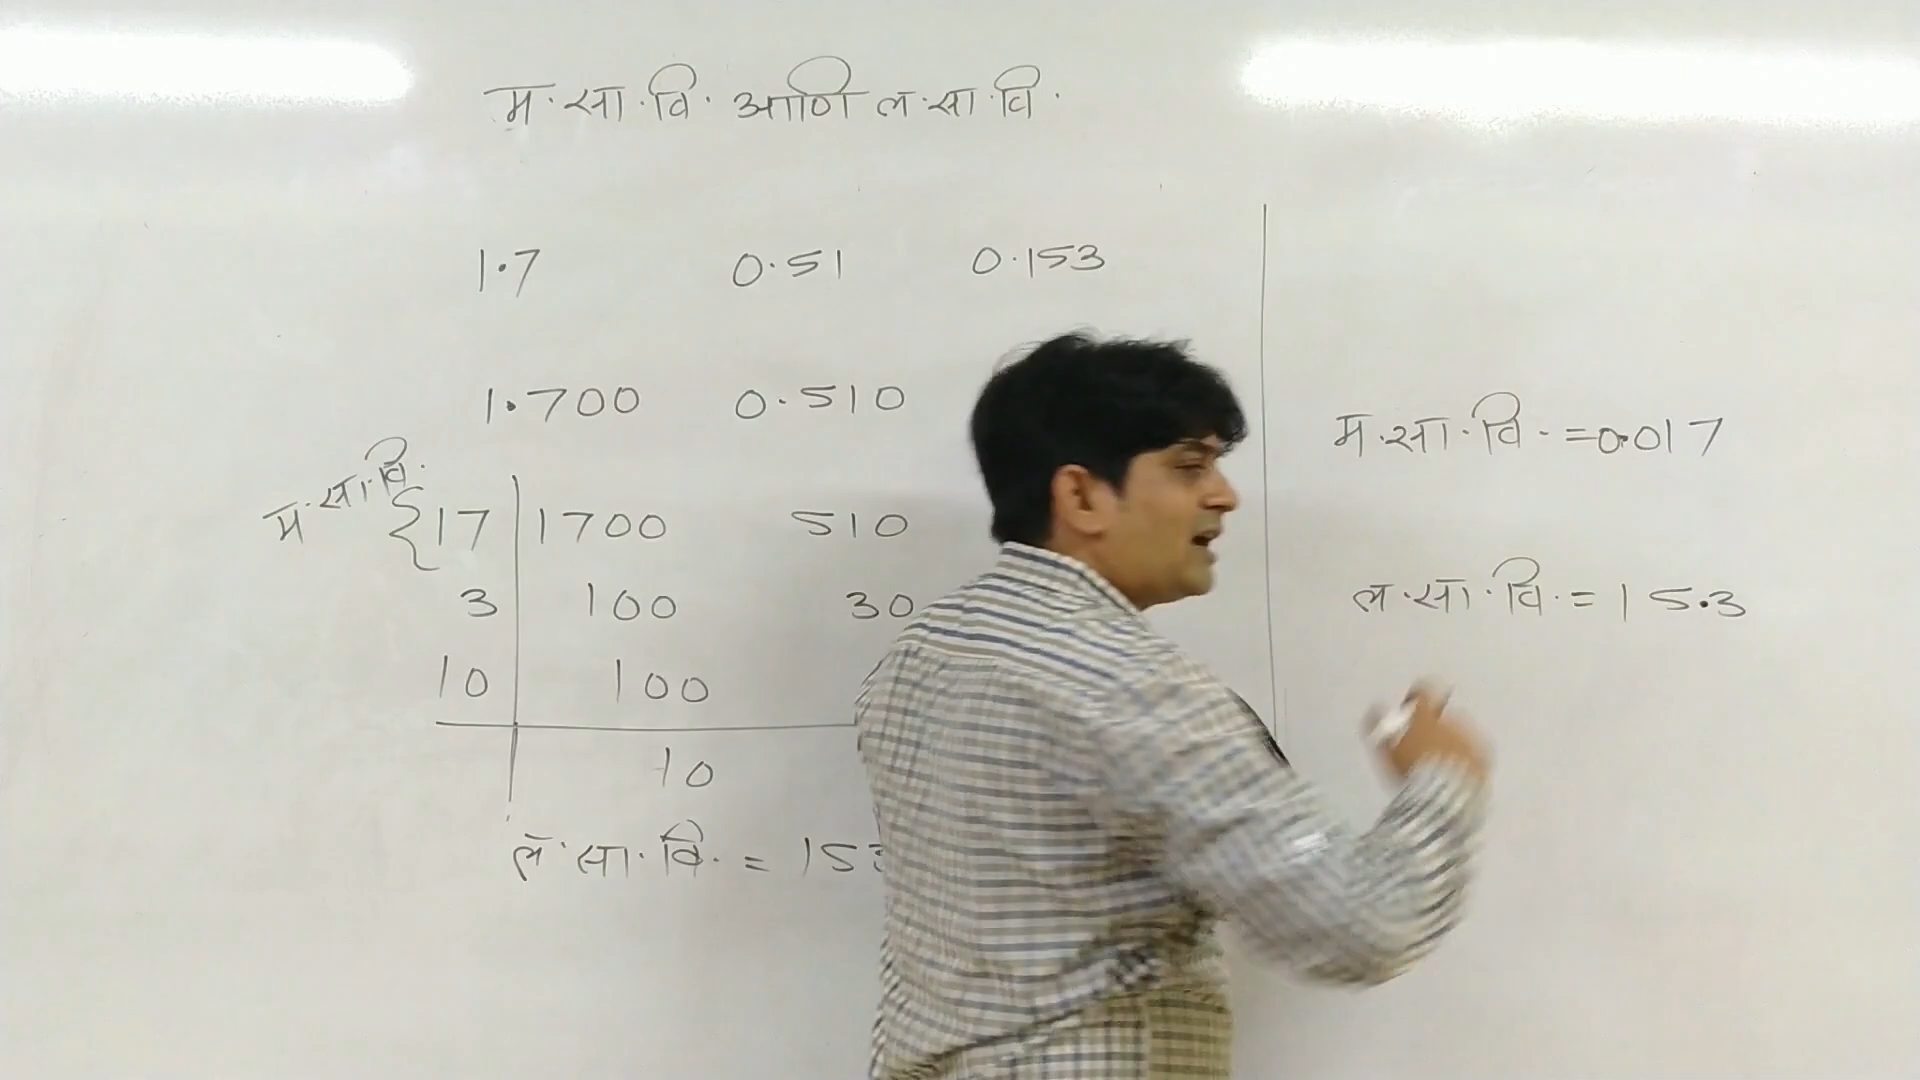 म.सा.वि. आणि ल.सा.वि.
1.7 0.51 0.153
1.700 0.510
म.सा.वि. {17 1700 510
3 100 30
10 100
10
ल.सा.वि. = 153
म.सा.वि. = 0.017
ल.सा.वि. = 15.3